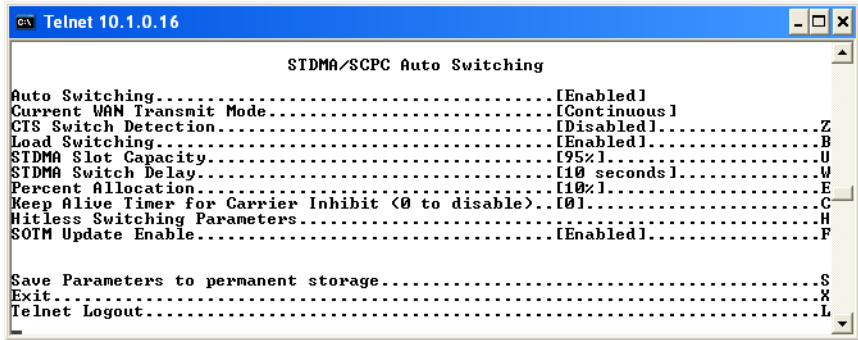 Telnet 10.1.0.16
STDMA/SCPC Auto Switching
Auto Switching...................................[Enabled]
Current WAN Transmit Mode.........................[Continuous]
CTS Switch Detection..............................[Disabled]...............Z
Load Switching....................................[Enabled]................B
STDMA Slot Capacity...............................[95%]....................U
STDMA Switch Delay................................[10 seconds].............W
Percent Allocation................................[10%]....................E
Keep Alive Timer for Carrier Inhibit (0 to disable)..[0]...................C
Hitless Switching Parameters...............................................H
SOTM Update Enable................................[Enabled]................F
Save Parameters to permanent storage.......................................S
Exit.......................................................................X
Telnet Logout..............................................................L